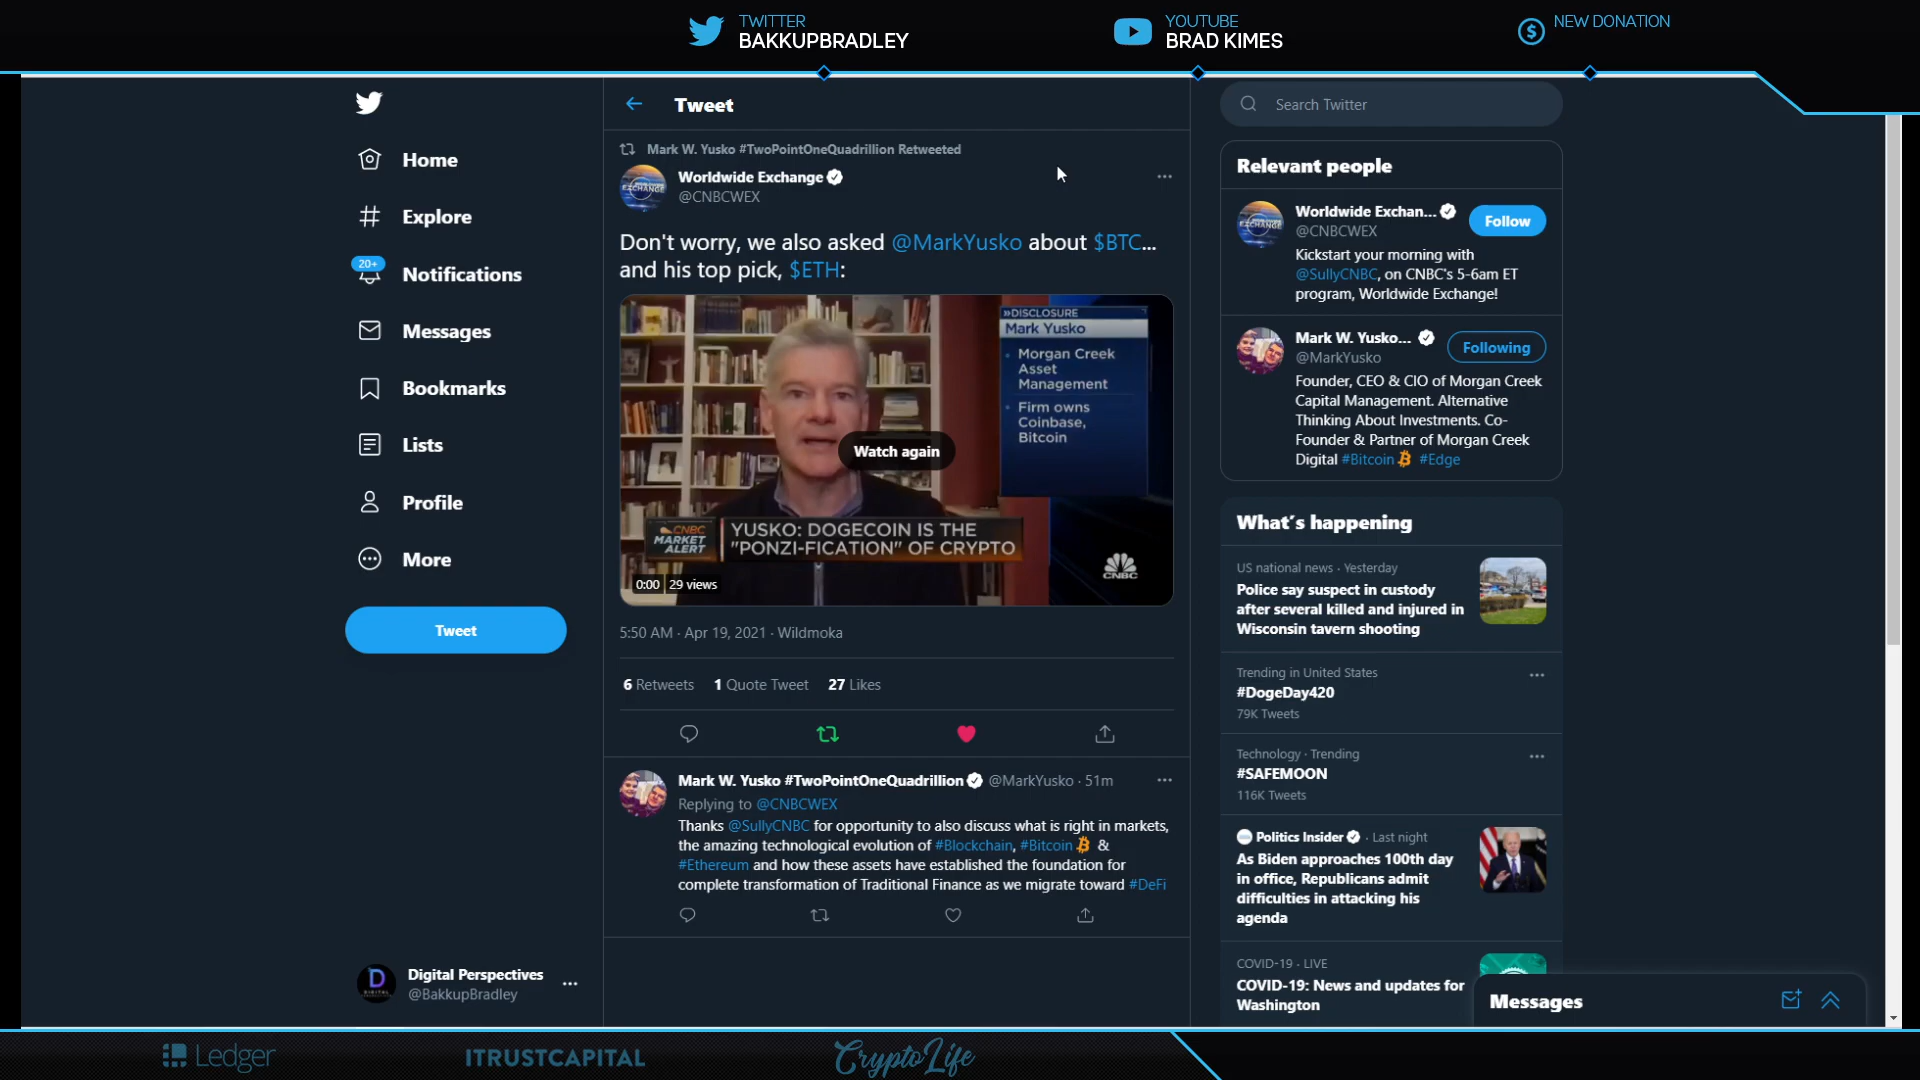 TWITTER
BAKKUPBRADLEY
YOUTUBE
BRAD KIMES
NEW DONATION
Home
Explore
20+
Notifications
Messages
Bookmarks
Lists
Profile
More
Tweet
Digital Perspectives
@BakkupBradley
Tweet
Mark W. Yusko #TwoPointOneQuadrillion Retweeted
Worldwide Exchange
@CNBCWEX
Don't worry, we also asked @MarkYusko about $BTC...
and his top pick, $ETH:
»DISCLOSURE
Mark Yusko
Morgan Creek
Asset
Management
Firm owns
Coinbase,
Bitcoin
Watch again
CNBC
MARKET
ALERT
YUSKO: DOGECOIN IS THE
"PONZI-FICATION" OF CRYPTO
0:00 29 views
CNBC
5:50 AM · Apr 19, 2021 · Wildmoka
6 Retweets 1 Quote Tweet 27 Likes
Mark W. Yusko #TwoPointOneQuadrillion @MarkYusko · 51m
Replying to @CNBCWEX
Thanks @SullyCNBC for opportunity to also discuss what is right in markets,
the amazing technological evolution of #Blockchain, #Bitcoin &
#Ethereum and how these assets have established the foundation for
complete transformation of Traditional Finance as we migrate toward #DeFi
Search Twitter
Relevant people
Worldwide Exchan...
@CNBCWEX
Follow
Kickstart your morning with
@SullyCNBC, on CNBC's 5-6am ET
program, Worldwide Exchange!
Mark W. Yusko...
@MarkYusko
Following
Founder, CEO & CIO of Morgan Creek
Capital Management. Alternative
Thinking About Investments. Co-
Founder & Partner of Morgan Creek
Digital #Bitcoin #Edge
What's happening
US national news · Yesterday
Police say suspect in custody
after several killed and injured in
Wisconsin tavern shooting
Trending in United States
#DogeDay420
79K Tweets
Technology · Trending
#SAFEMOON
116K Tweets
Politics Insider · Last night
As Biden approaches 100th day
in office, Republicans admit
difficulties in attacking his
agenda
COVID-19 · LIVE
COVID-19: News and updates for
Washington
Messages
Ledger
ITRUSTCAPITAL
CryptoLife